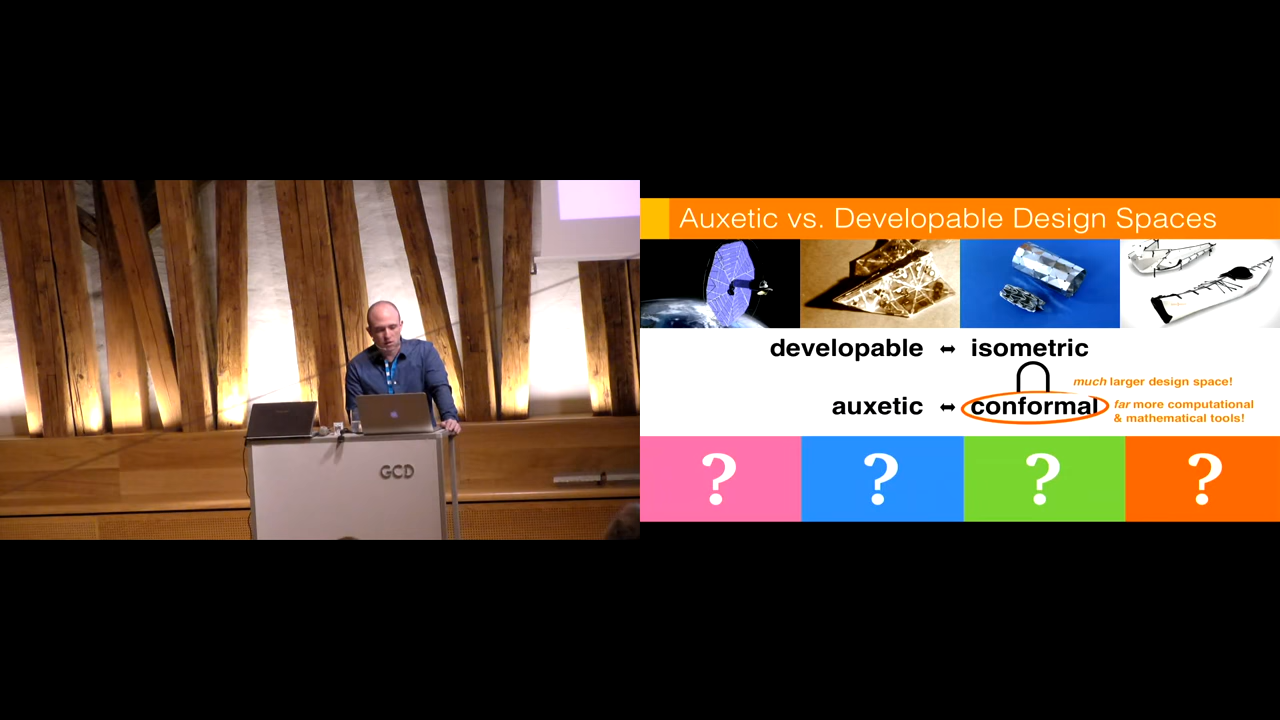 GCD
Auxetic vs. Developable Design Spaces
developable ↔ isometric
much larger design space!
auxetic ↔ conformal
far more computational
& mathematical tools!
? ? ? ?